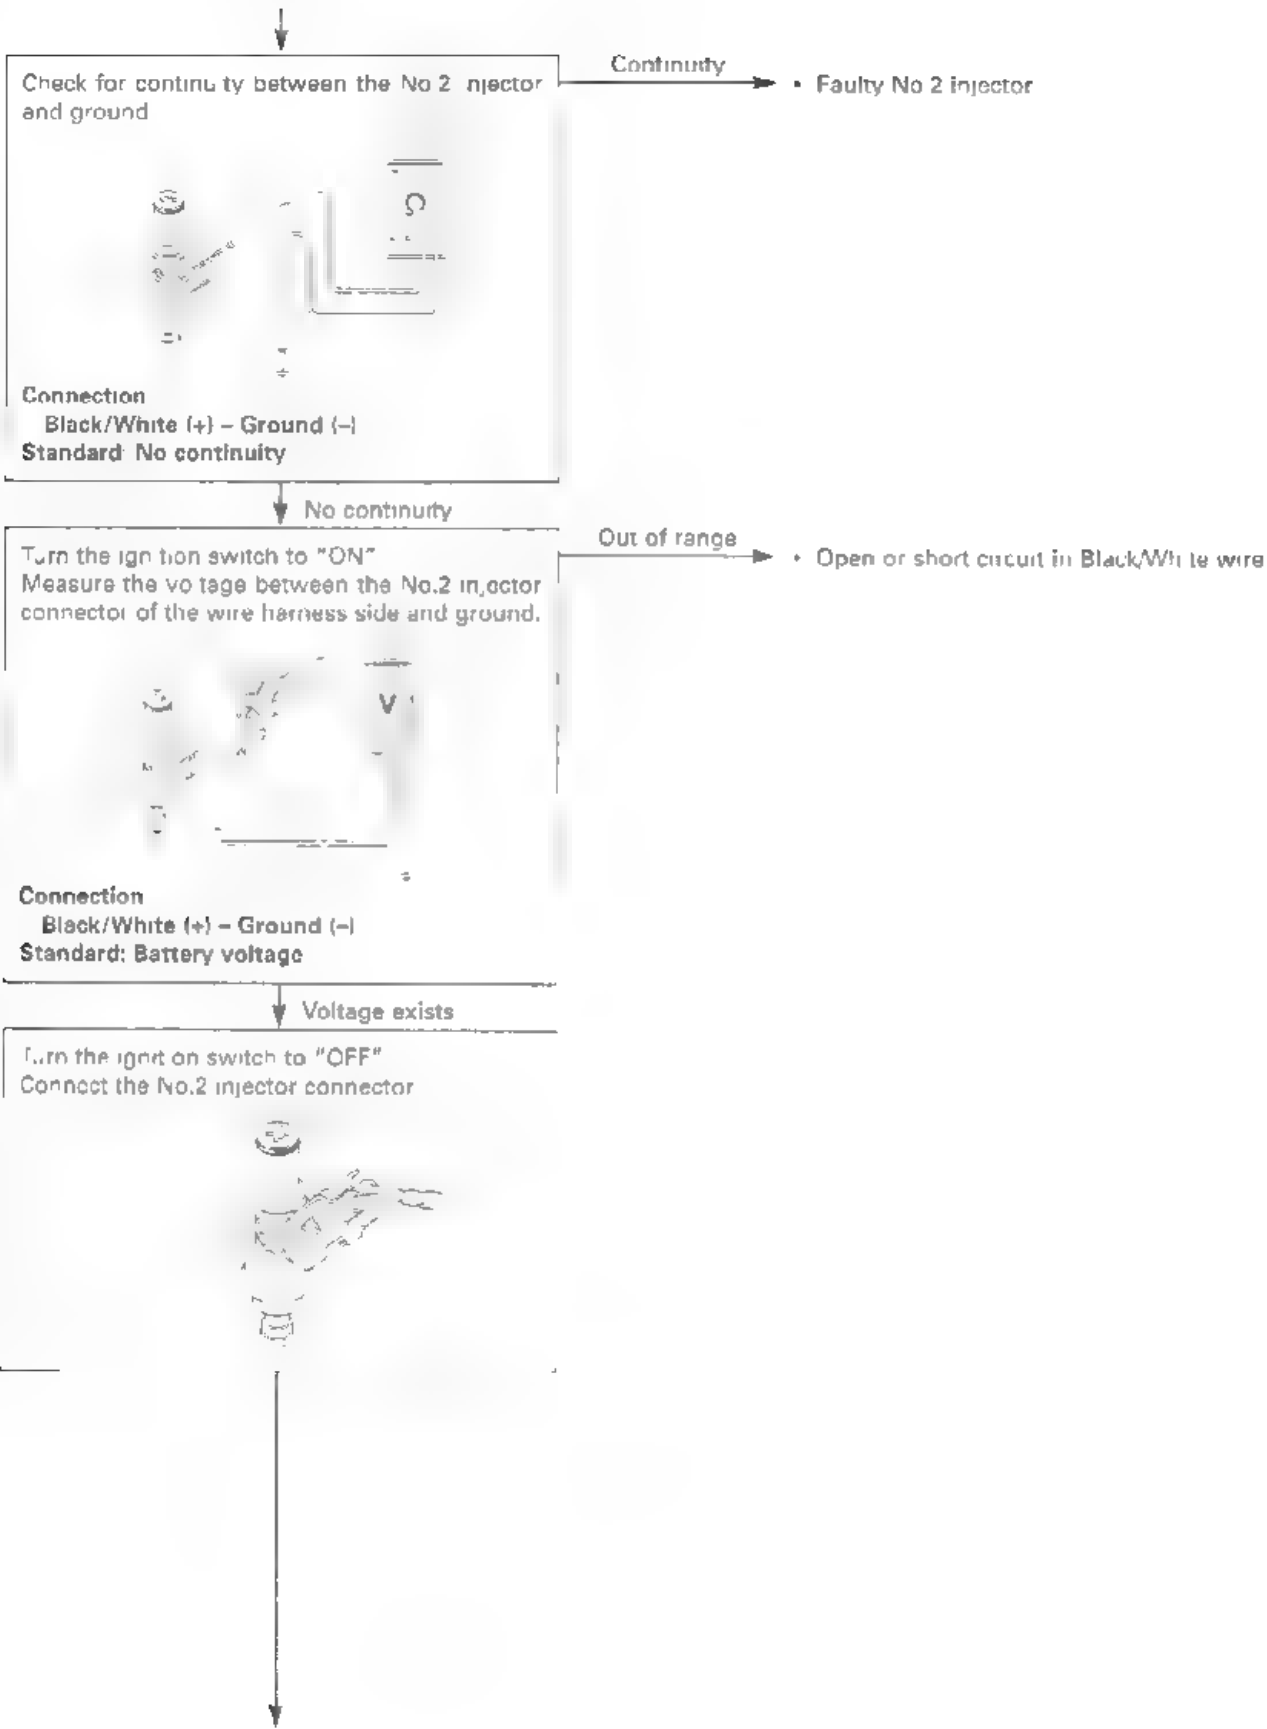 Continuity
Check for continuity between the No 2 injector
and ground
• Faulty No 2 injector
Ω
Connection
Black/White (+) – Ground (–)
Standard: No continuity
No continuity
Out of range
Turn the ignition switch to "ON"
Measure the voltage between the No.2 injector
connector of the wire harness side and ground.
• Open or short circuit in Black/White wire
V
Connection
Black/White (+) – Ground (–)
Standard: Battery voltage
Voltage exists
Turn the ignition switch to "OFF"
Connect the No.2 injector connector